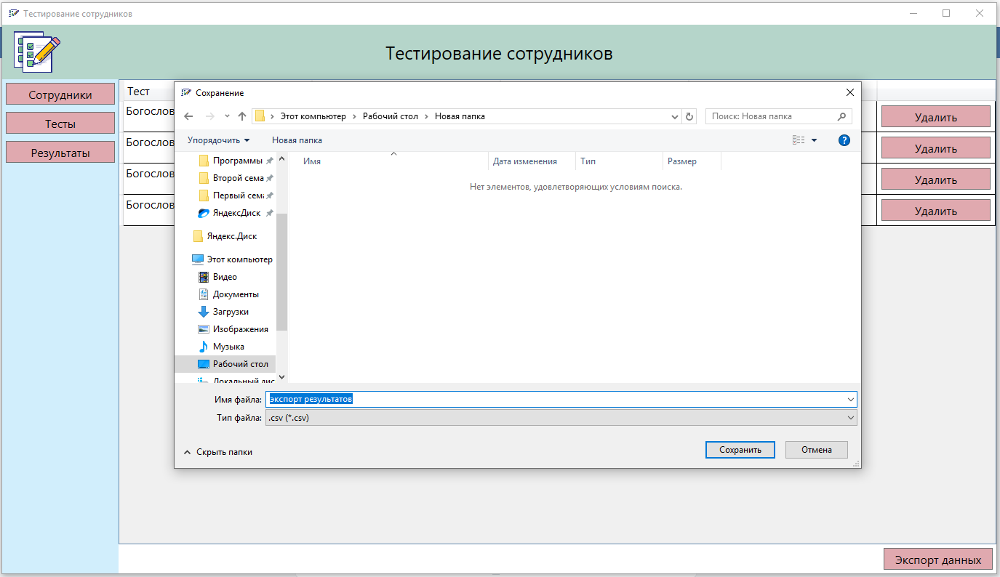 Тестирование сотрудников
Тестирование сотрудников
Сотрудники
Тесты
Результаты
Тест
Богослов
Богослов
Богослов
Богослов
Удалить
Удалить
Удалить
Удалить
Сохранение
Этот компьютер › Рабочий стол › Новая папка
Поиск: Новая папка
Упорядочить Новая папка
Имя Дата изменения Тип Размер
Нет элементов, удовлетворяющих условиям поиска.
Программы
Второй сема
Первый сема
ЯндексДиск
Яндекс.Диск
Этот компьютер
Видео
Документы
Загрузки
Изображения
Музыка
Рабочий стол
Локальный дис
Имя файла: экспорт результатов
Тип файла: .csv (*.csv)
Скрыть папки
Сохранить Отмена
Экспорт данных